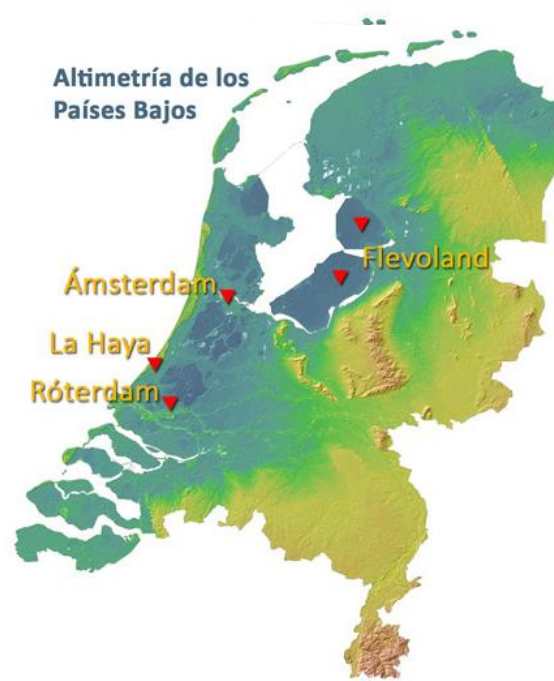 Altimetría de los
Países Bajos
Flevoland
Ámsterdam
La Haya
Róterdam